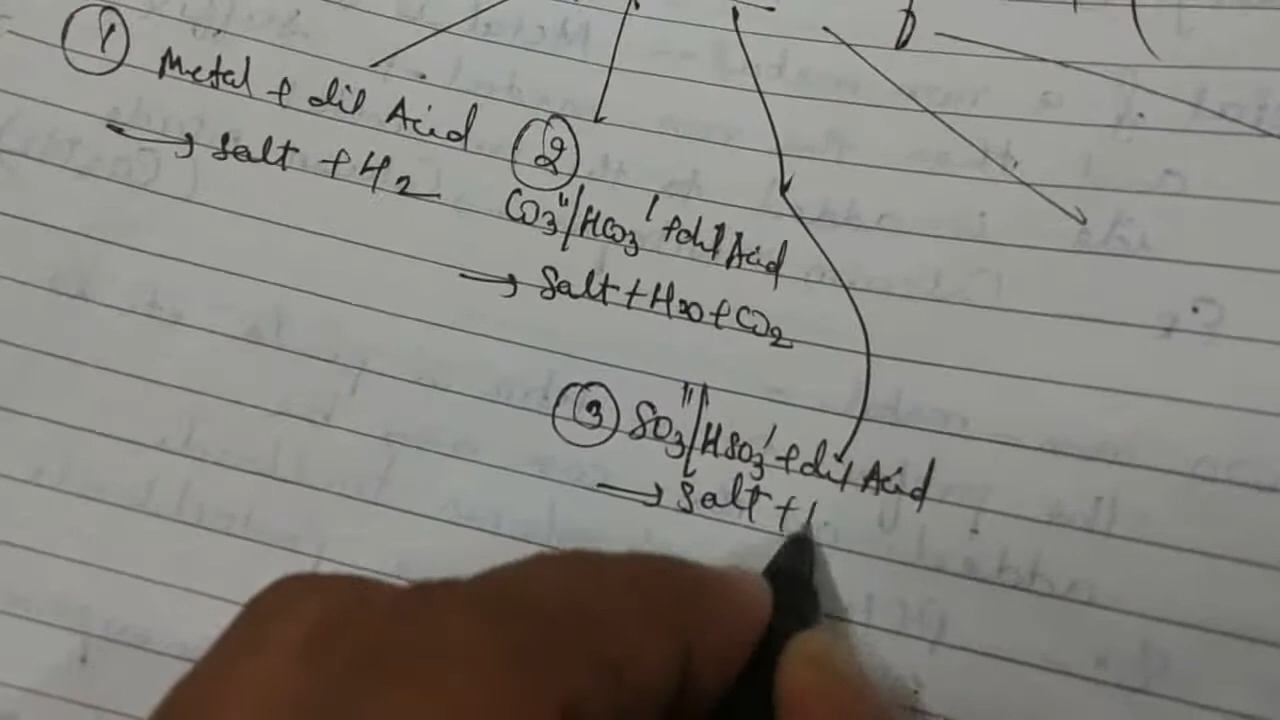 ① Metal + dil Acid
→ Salt + H2
②
CO3''/HCO3' + dil Acid
→ Salt + H2O + CO2
③ SO3''/HSO3' + dil Acid
→ Salt +